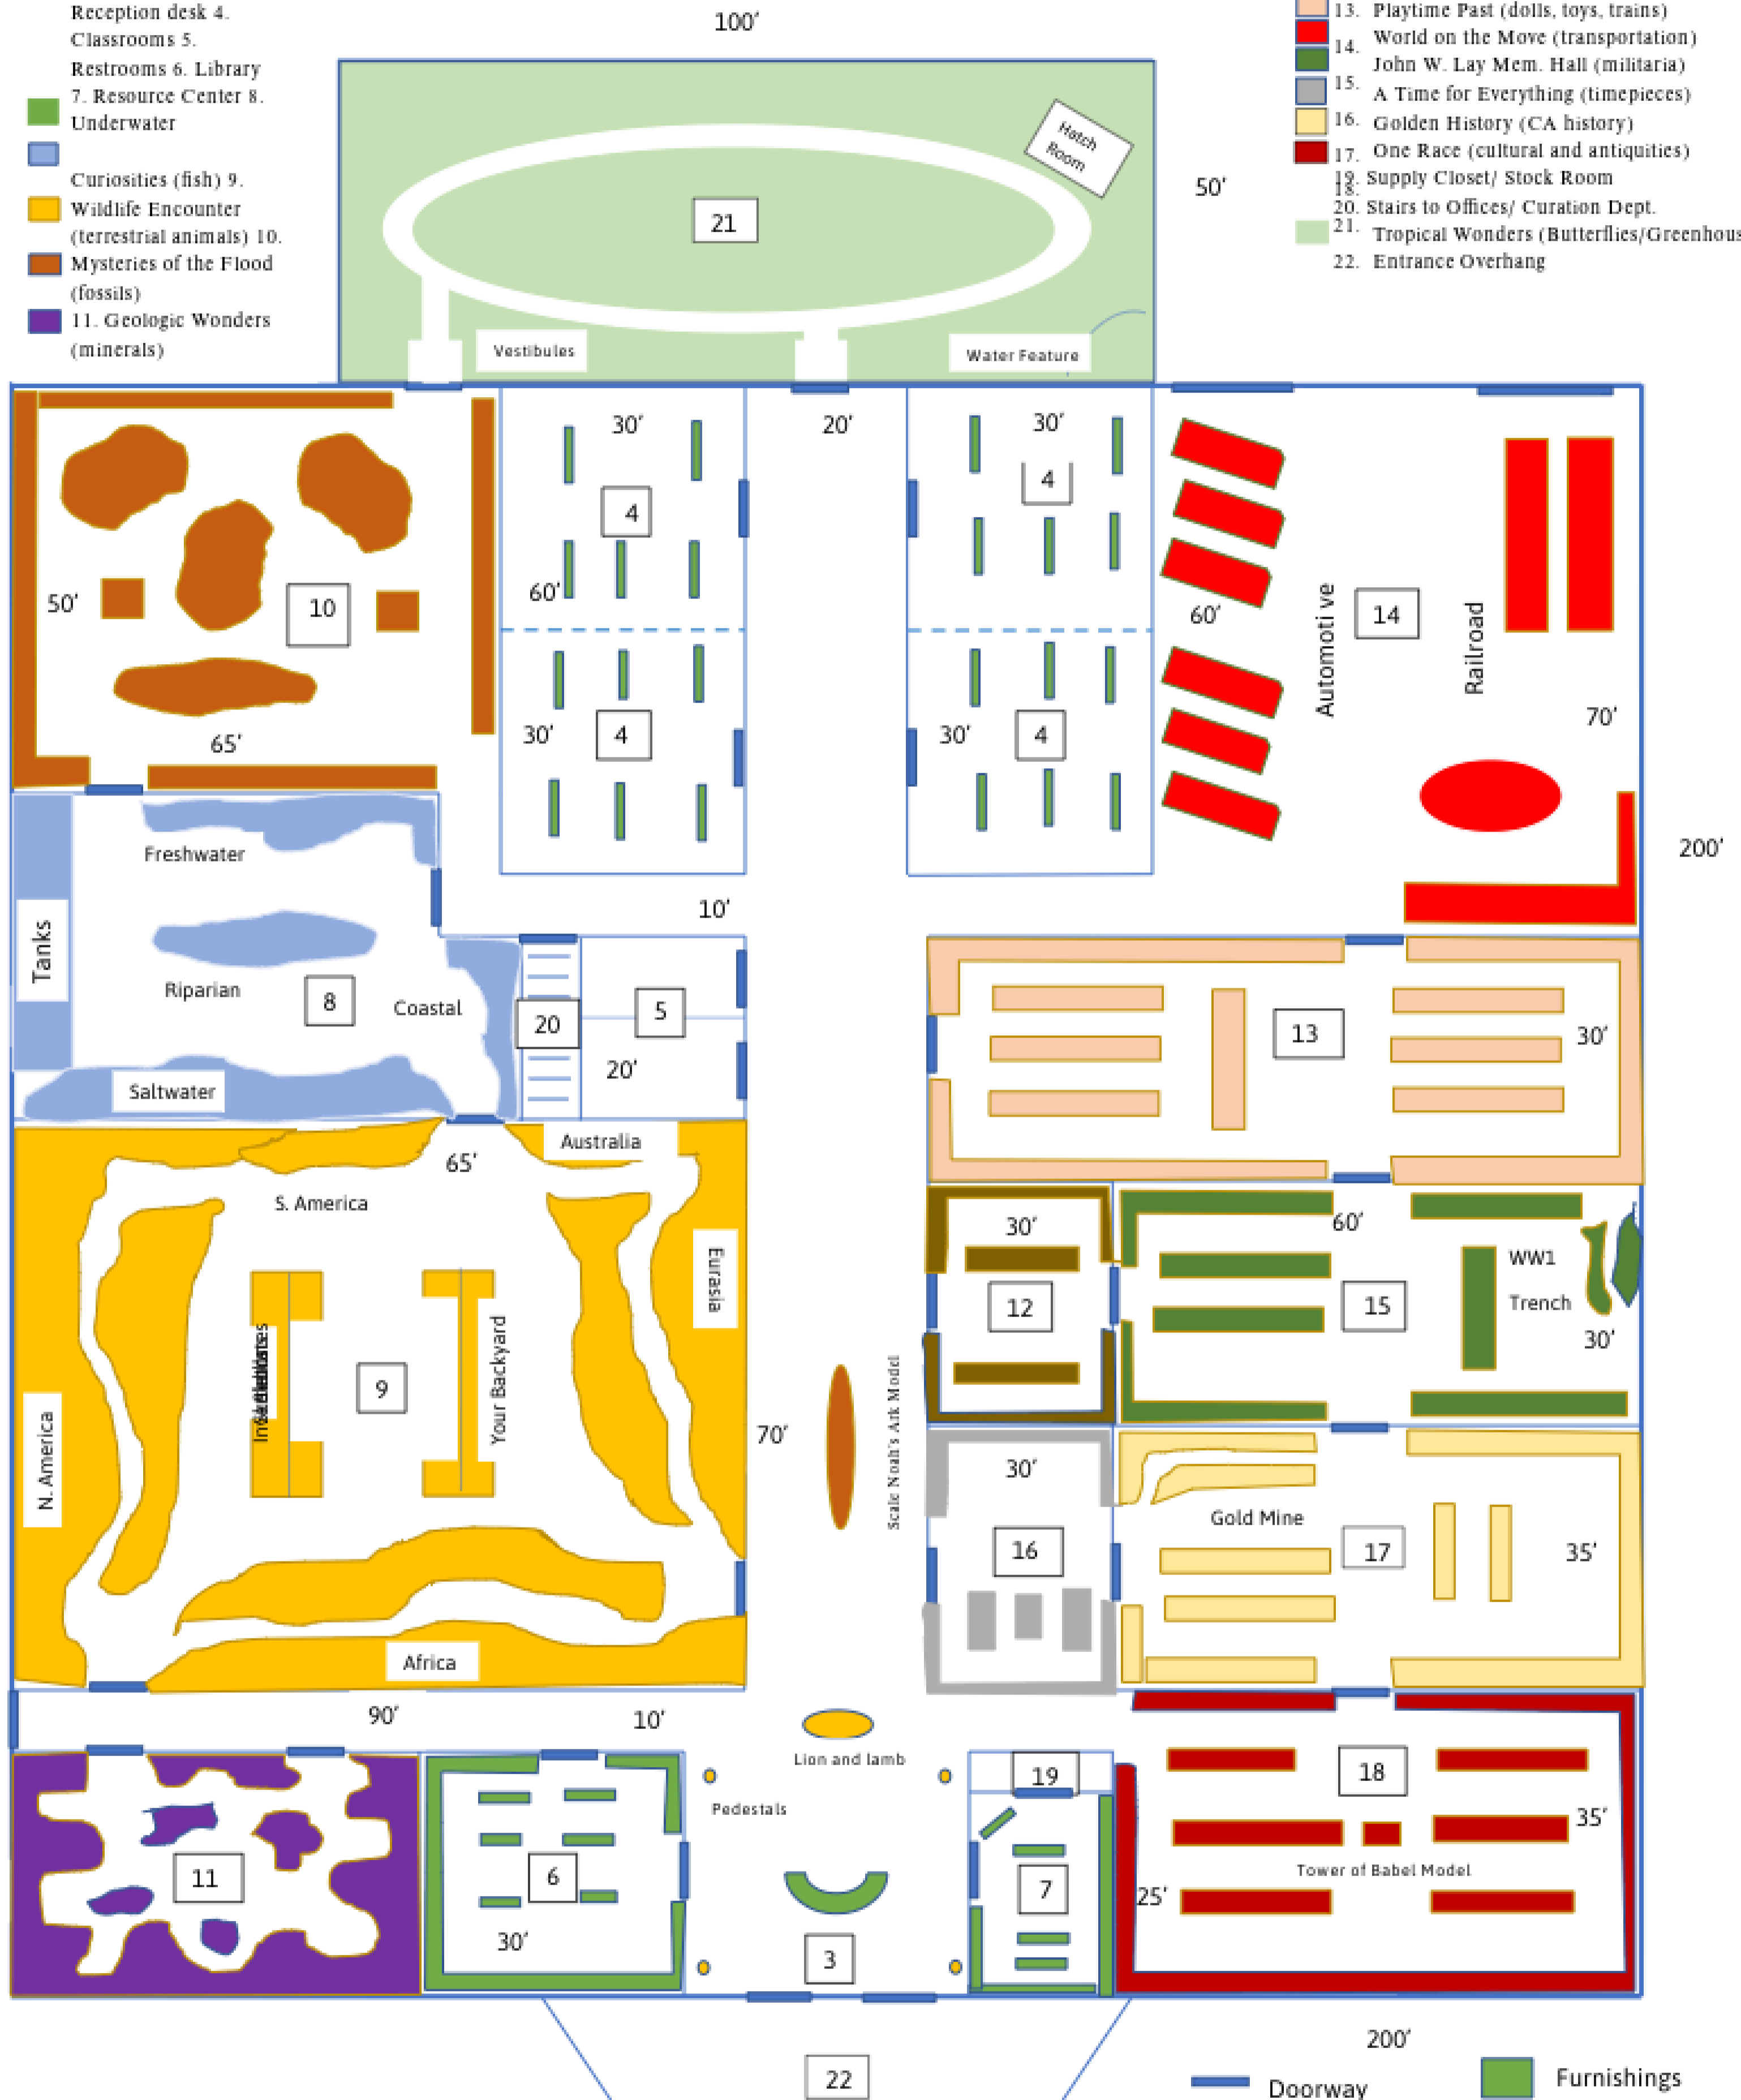 Reception desk 4.
Classrooms 5.
Restrooms 6. Library
7. Resource Center 8.
Underwater
Curiosities (fish) 9.
Wildlife Encounter
(terrestrial animals) 10.
Mysteries of the Flood
(fossils)
11. Geologic Wonders
(minerals)
100'
13. Playtime Past (dolls, toys, trains)
World on the Move (transportation)
14.
John W. Lay Mem. Hall (militaria)
15.
A Time for Everything (timepieces)
16.
Golden History (CA history)
17.
One Race (cultural and antiquities)
18.
19. Supply Closet/ Stock Room
20. Stairs to Offices/ Curation Dept.
21.
Tropical Wonders (Butterflies/Greenhous
22. Entrance Overhang
Hatch
Room
50'
21
Vestibules
Water Feature
30'
20'
30'
4
4
60'
50'
10
60'
Automoti ve
14
Railroad
65'
30'
4
30'
4
70'
200'
Freshwater
10'
Tanks
Riparian
8
Coastal
20
5
20'
13
30'
Saltwater
Australia
65'
S. America
Eurasia
30'
60'
WW1
Trench
12
15
30'
9
Your Backyard
N. America
70'
Scale Noah's Ark Model
30'
Gold Mine
16
17
35'
Africa
90'
10'
Lion and lamb
19
18
Pedestals
35'
Tower of Babel Model
11
6
7
25'
30'
3
22
200'
Doorway
Furnishings